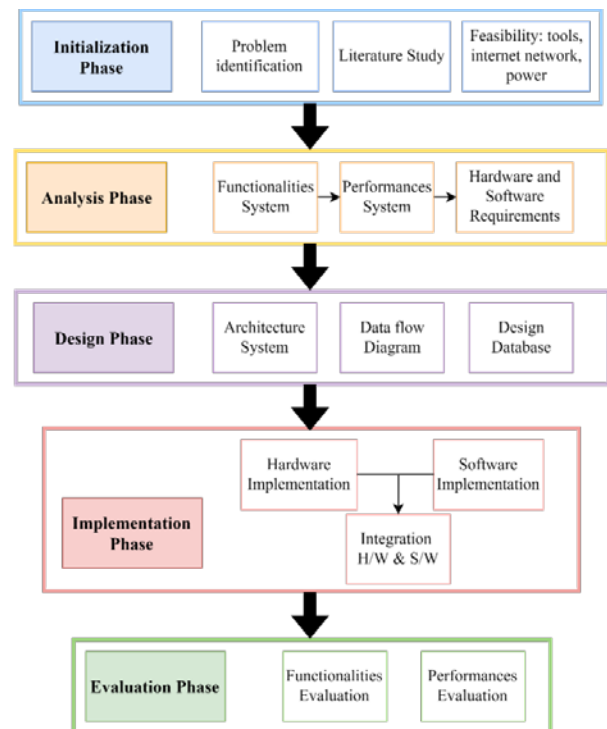 Initialization
Phase
Problem
identification
Literature Study
Feasibility: tools,
internet network,
power
Analysis Phase
Functionalities
System
Performances
System
Hardware and
Software
Requirements
Design Phase
Architecture
System
Data flow
Diagram
Design
Database
Implementation
Phase
Hardware
Implementation
Software
Implementation
Integration
H/W & S/W
Evaluation Phase
Functionalities
Evaluation
Performances
Evaluation